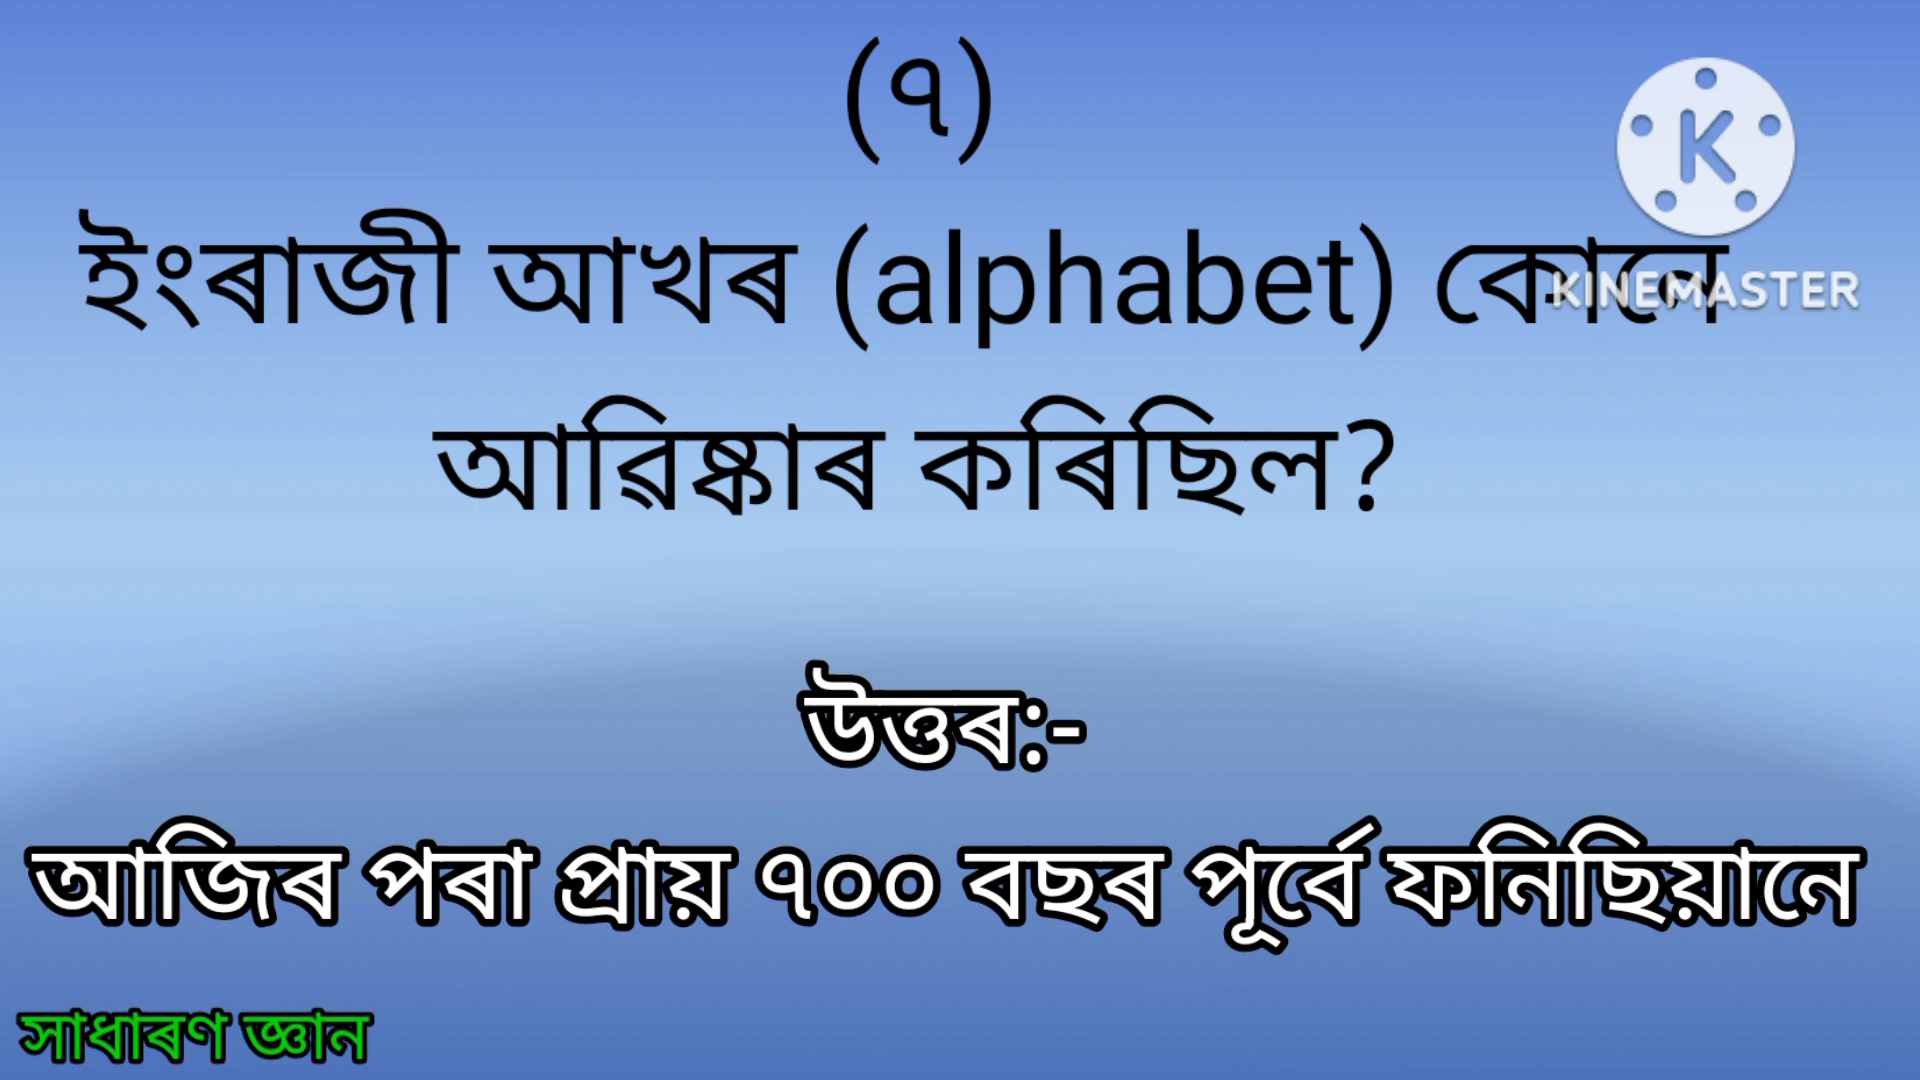 (৭)
ইংৰাজী আখৰ (alphabet) কোনে
KINEMASTER
আৱিষ্কাৰ কৰিছিল?
উত্তৰ:-
আজিৰ পৰা প্ৰায় ৭০০ বছৰ পূৰ্বে ফনিছিয়ানে
সাধাৰণ জ্ঞান